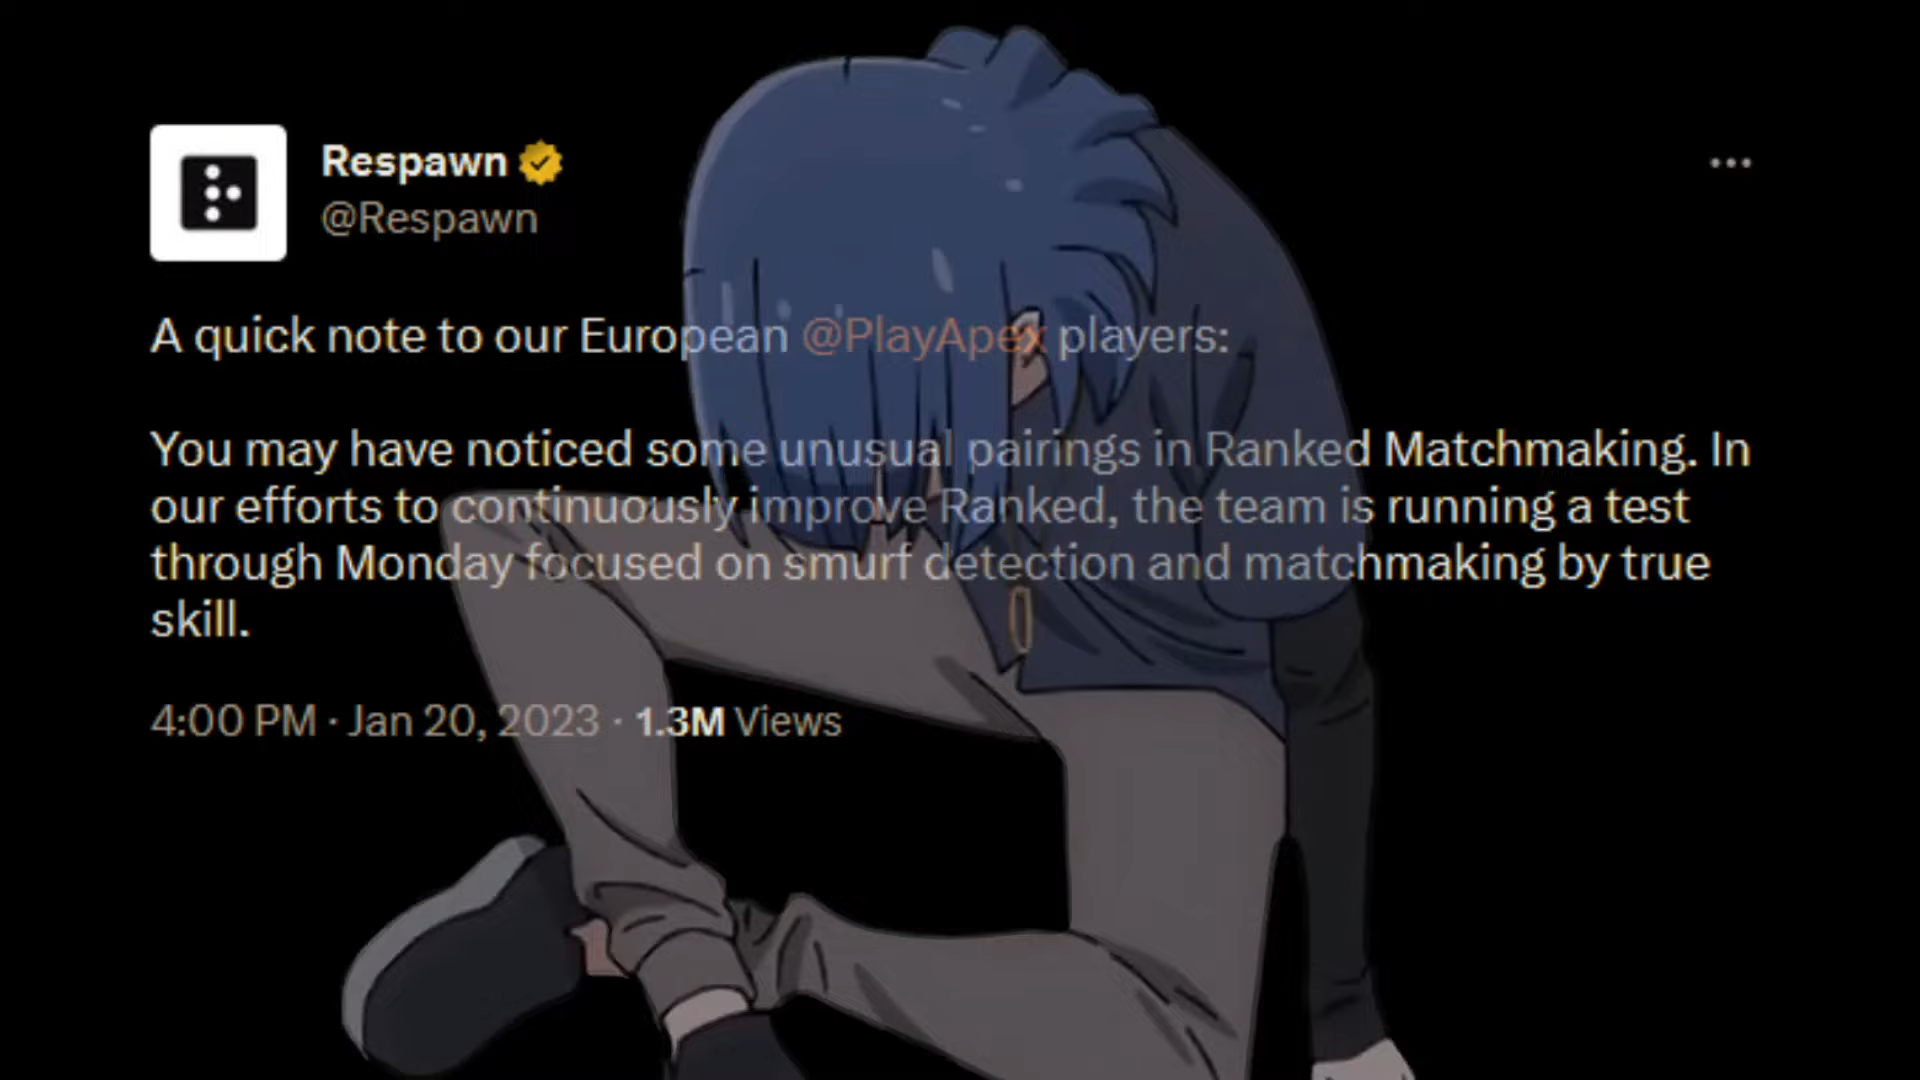 Respawn
@Respawn
A quick note to our European @PlayApex players:
You may have noticed some unusual pairings in Ranked Matchmaking. In
our efforts to continuously improve Ranked, the team is running a test
through Monday focused on smurf detection and matchmaking by true
skill.
4:00 PM · Jan 20, 2023 · 1.3M Views